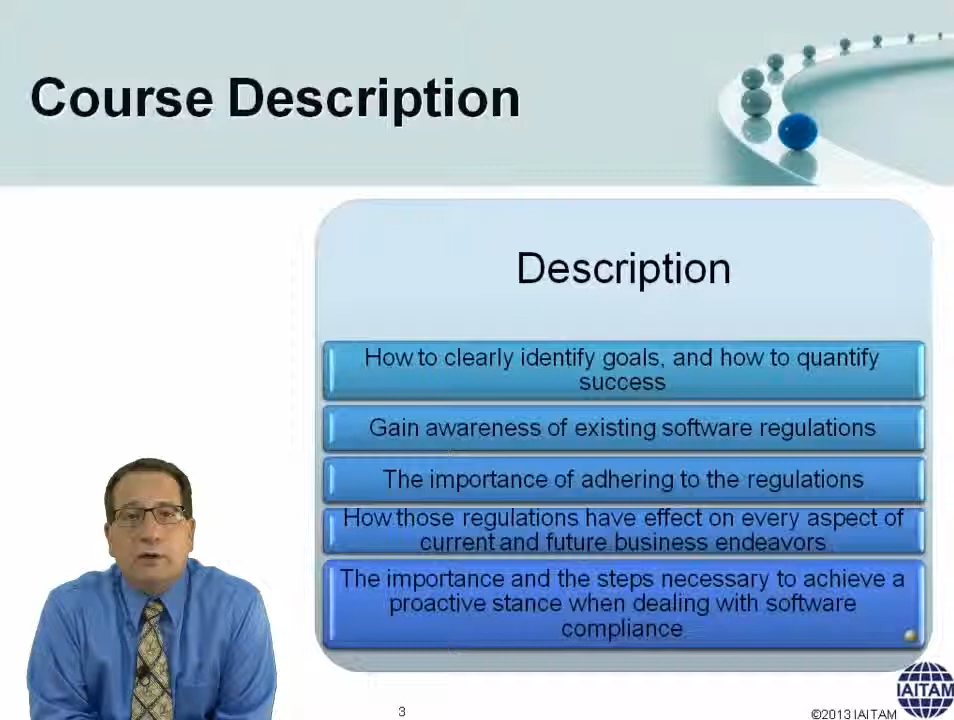 Course Description
Description
How to clearly identify goals, and how to quantify
success
Gain awareness of existing software regulations
The importance of adhering to the regulations
How those regulations have effect on every aspect of
current and future business endeavors
The importance and the steps necessary to achieve a
proactive stance when dealing with software
compliance
IAITAM
3
©2013 IAITAM